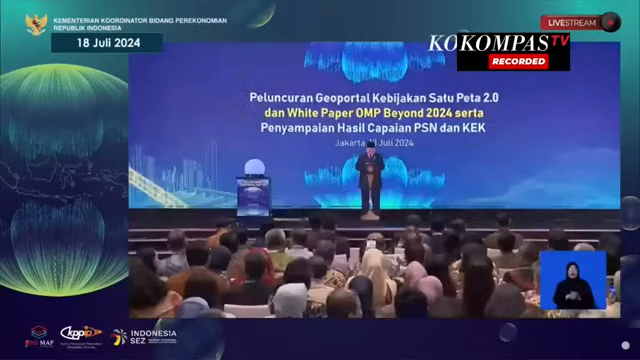 KEMENTERIAN KOORDINATOR BIDANG PEREKONOMIAN
REPUBLIK INDONESIA
18 Juli 2024
LIVESTREAM
KOKOMPASTV
RECORDED
Peluncuran Geoportal Kebijakan Satu Peta 2.0
dan White Paper OMP Beyond 2024 serta
Penyampaian Hasil Capaian PSN dan KEK
Jakarta, 18 Juli 2024
MAP
kppip
INDONESIA
SEZ